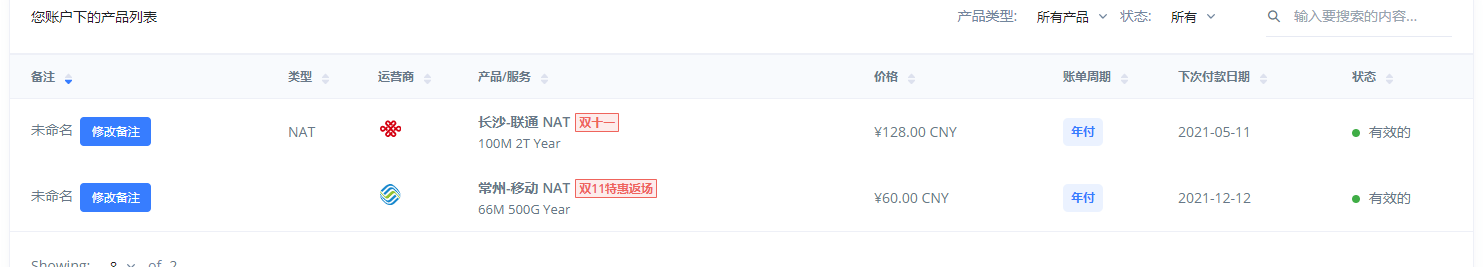 您账户下的产品列表 产品类型: 所有产品 状态: 所有 输入要搜索的内容...
备注 类型 运营商 产品/服务 价格 账单周期 下次付款日期 状态
未命名 修改备注 NAT 长沙-联通 NAT 双十一 ¥128.00 CNY 年付 2021-05-11 有效的
100M 2T Year
未命名 修改备注 常州-移动 NAT 双11特惠返场 ¥60.00 CNY 年付 2021-12-12 有效的
66M 500G Year
Showing: 8 of 2